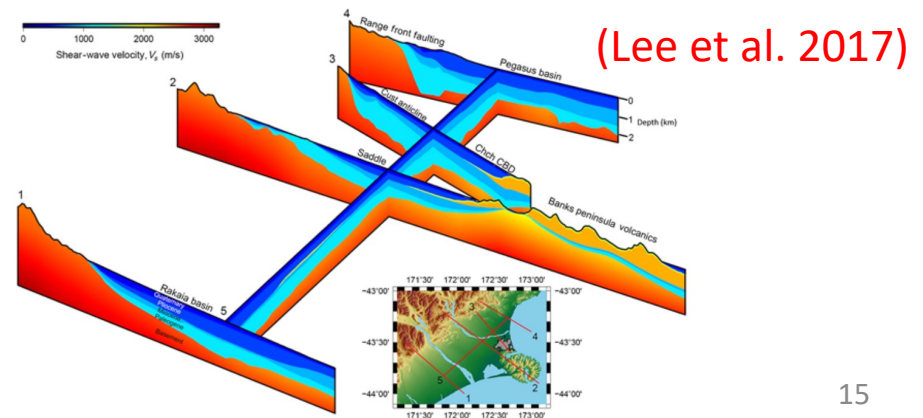 0 1000 2000 3000
Shear-wave velocity, Vs (m/s)
4
Range front faulting
(Lee et al. 2017)
Pegasus basin
3
0
1 Depth (km)
2
2
Cust anticline
Chch CBD
Saddle
Banks peninsula volcanics
1
Rakaia basin
5
Quaternary
Pliocene
Miocene
Paleogene
Basement
171°30' 172°00' 172°30' 173°00'
−43°00'
−43°30'
−44°00'
3
4
5
2
1
−43°00'
−43°30'
−44°00'
171°30' 172°00' 172°30' 173°00'
15